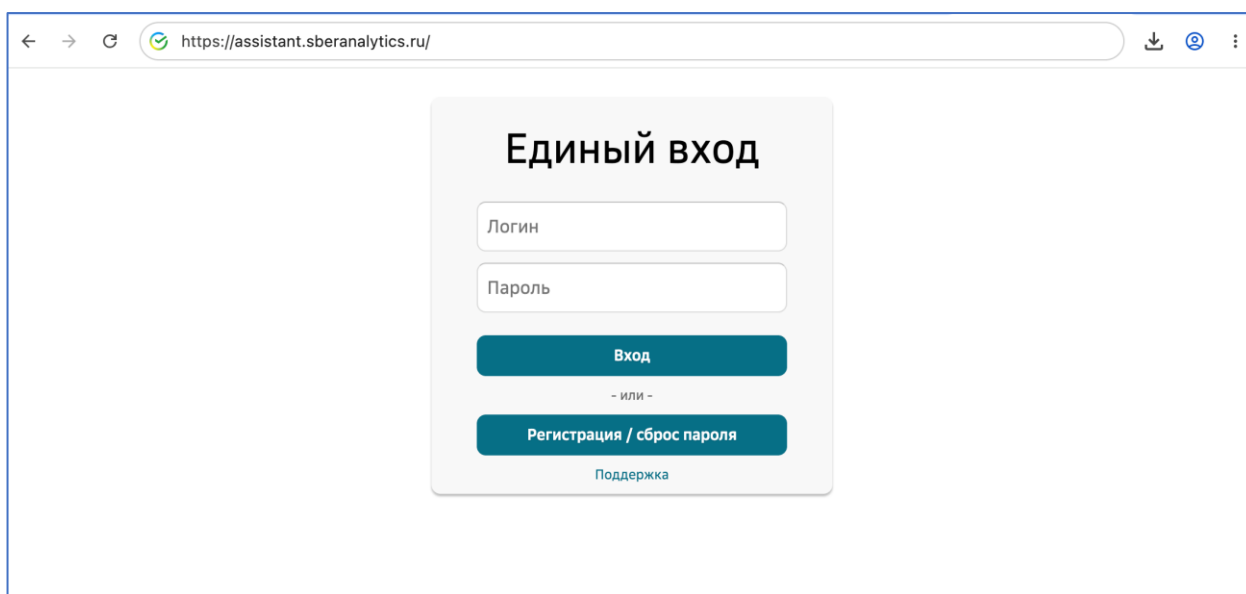 https://assistant.sberanalytics.ru/
Единый вход
Логин
Пароль
Вход
- или -
Регистрация / сброс пароля
Поддержка